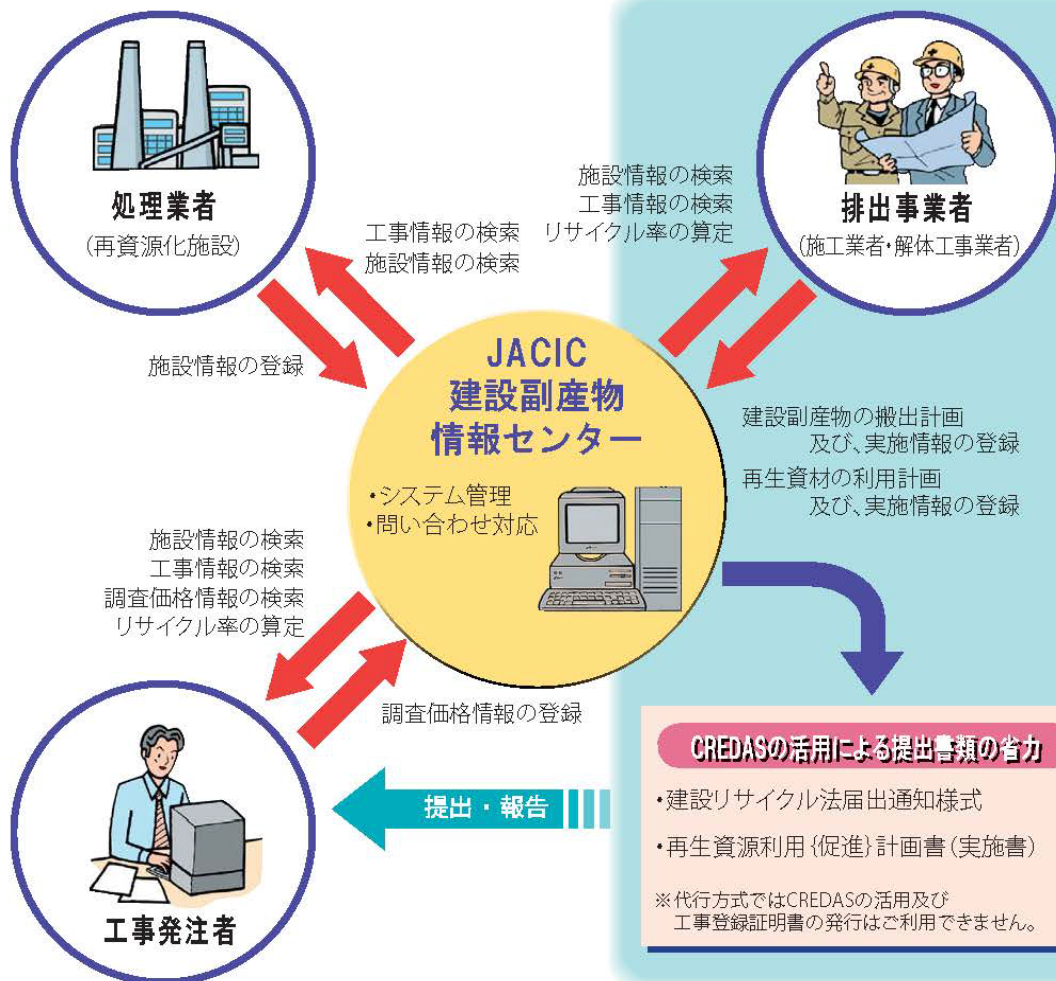 処理業者
(再資源化施設)
工事情報の検索
施設情報の検索
施設情報の登録
施設情報の検索
工事情報の検索
リサイクル率の算定
排出事業者
(施工業者・解体工事業者)
JACIC
建設副産物
情報センター
・システム管理
・問い合わせ対応
建設副産物の搬出計画
及び、実施情報の登録
再生資材の利用計画
及び、実施情報の登録
施設情報の検索
工事情報の検索
調査価格情報の検索
リサイクル率の算定
調査価格情報の登録
工事発注者
提出・報告
CREDASの活用による提出書類の省力
・建設リサイクル法届出通知様式
・再生資源利用{促進}計画書(実施書)
※代行方式ではCREDASの活用及び
工事登録証明書の発行はご利用できません。